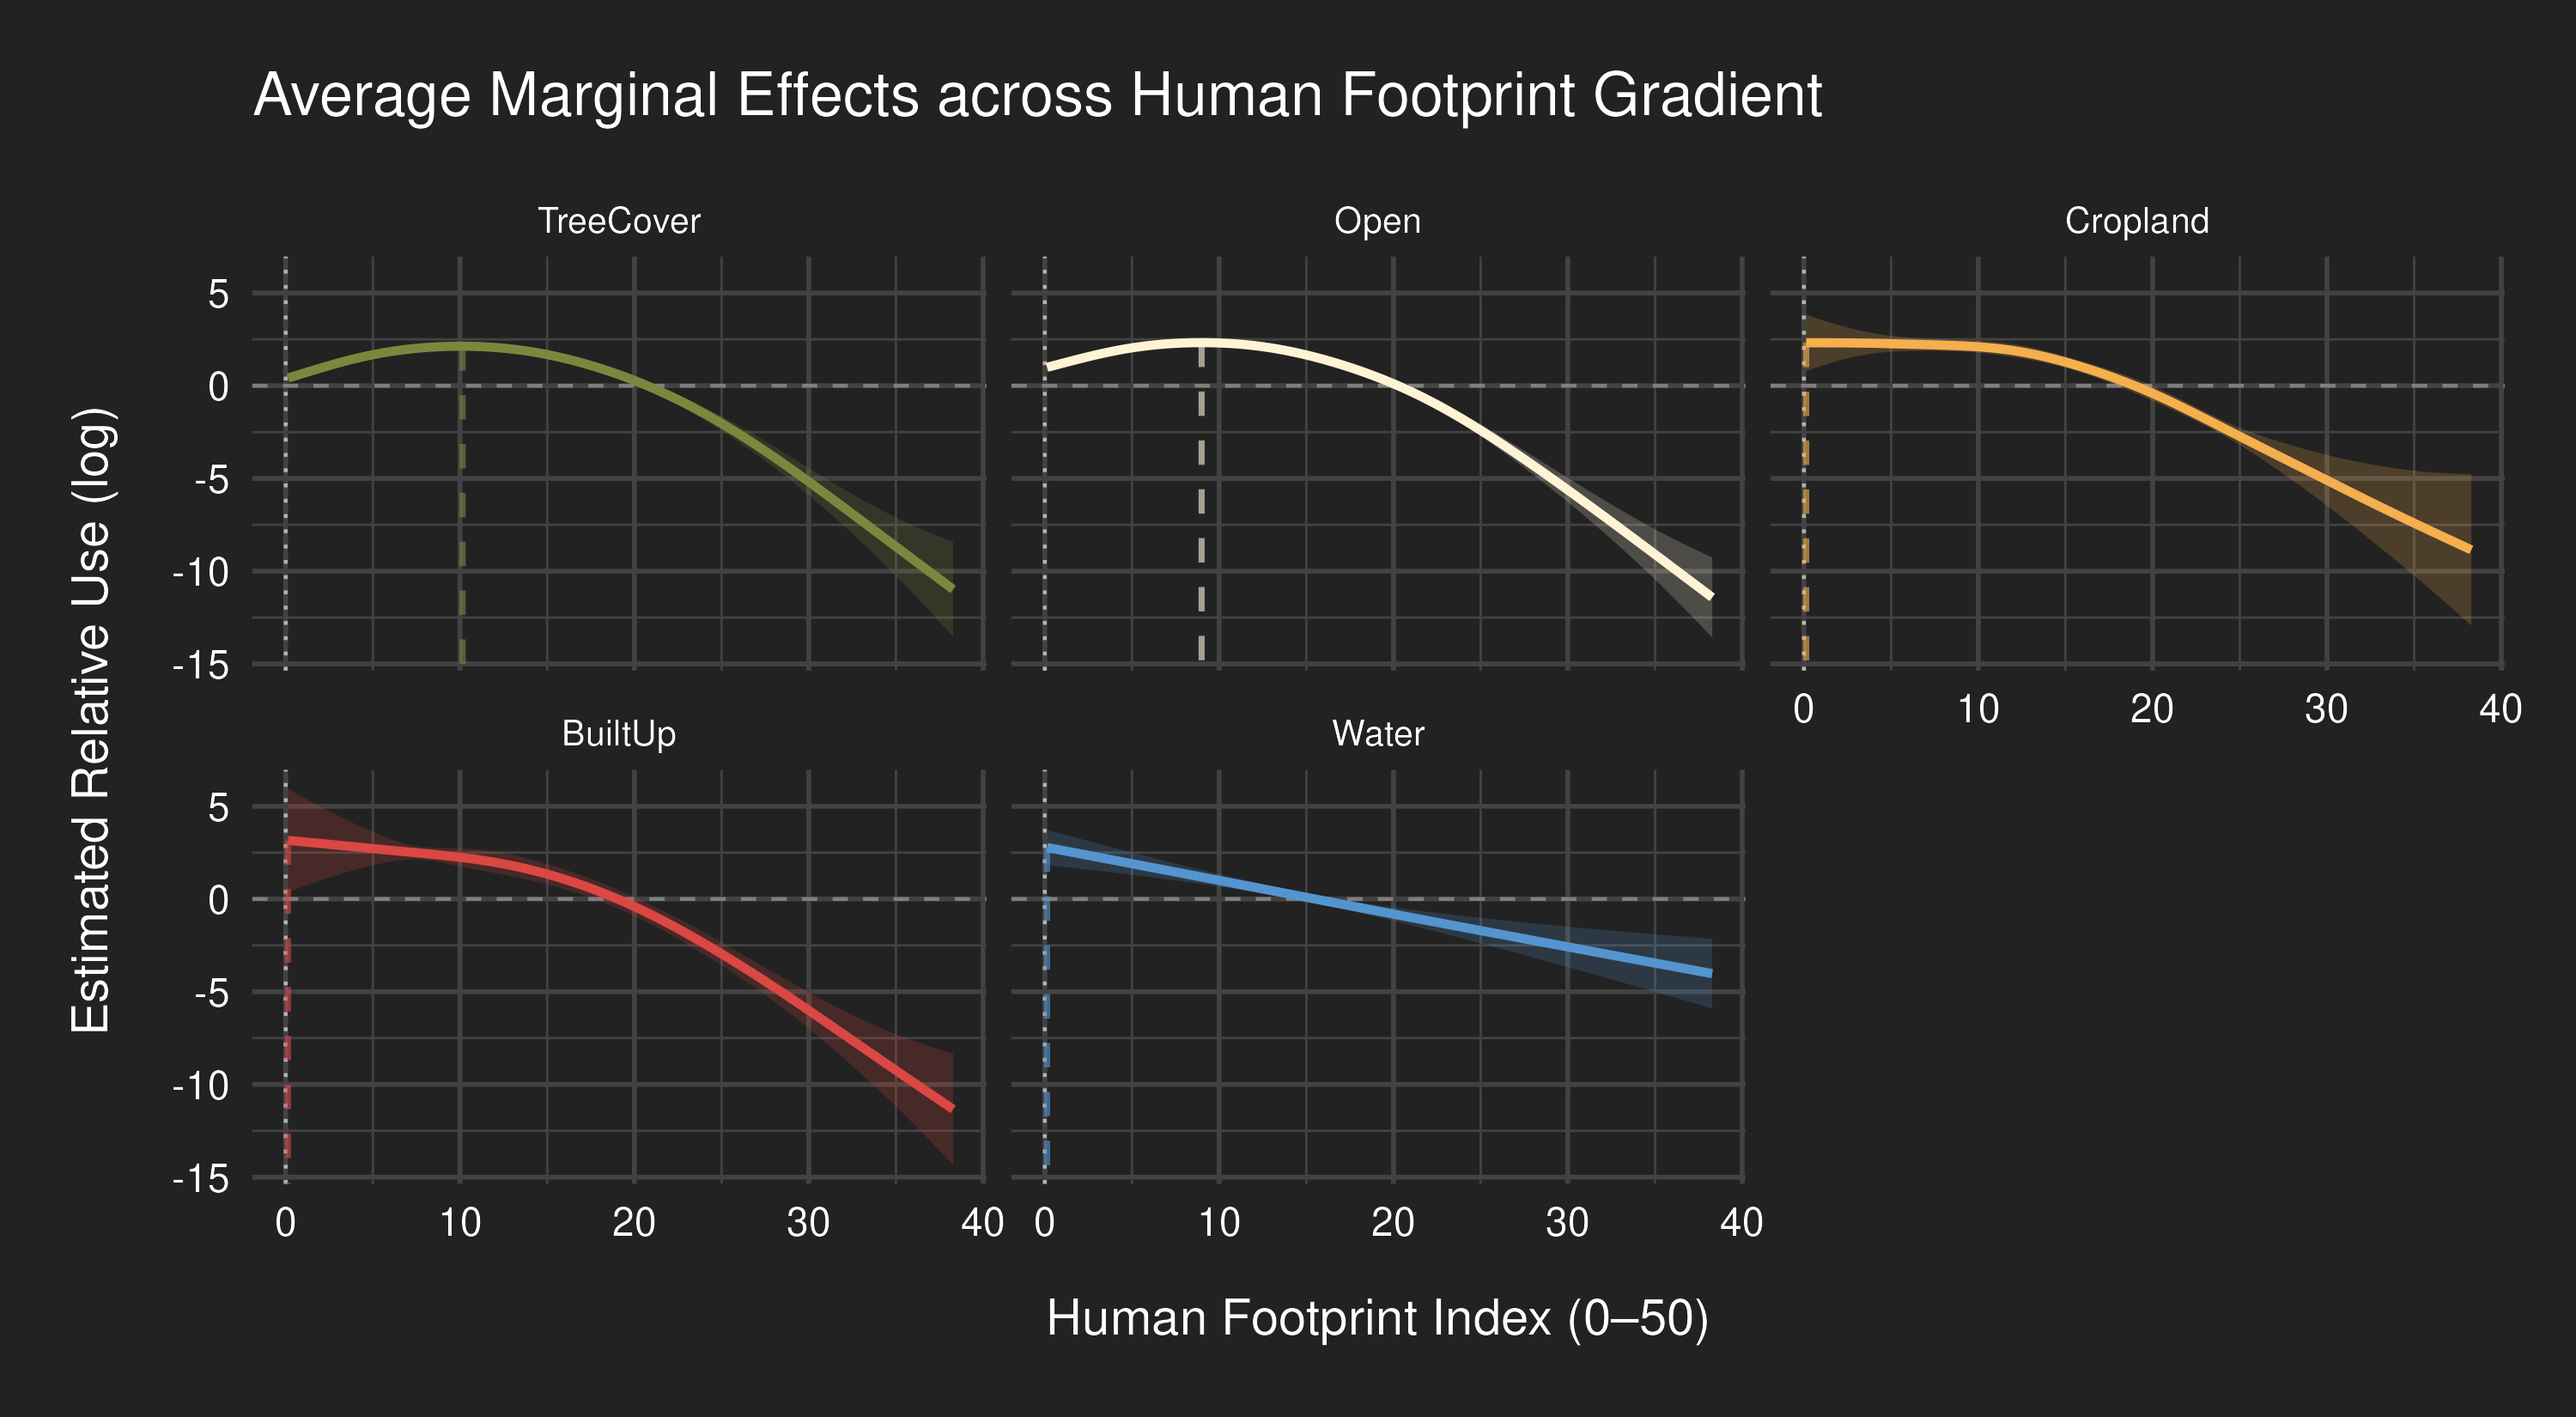 Average Marginal Effects across Human Footprint Gradient
TreeCover
Open
Cropland
5
0
-5
-10
-15
0 10 20 30 40
BuiltUp
Water
5
0
-5
-10
-15
0 10 20 30 40
0 10 20 30 40
Estimated Relative Use (log)
Human Footprint Index (0–50)